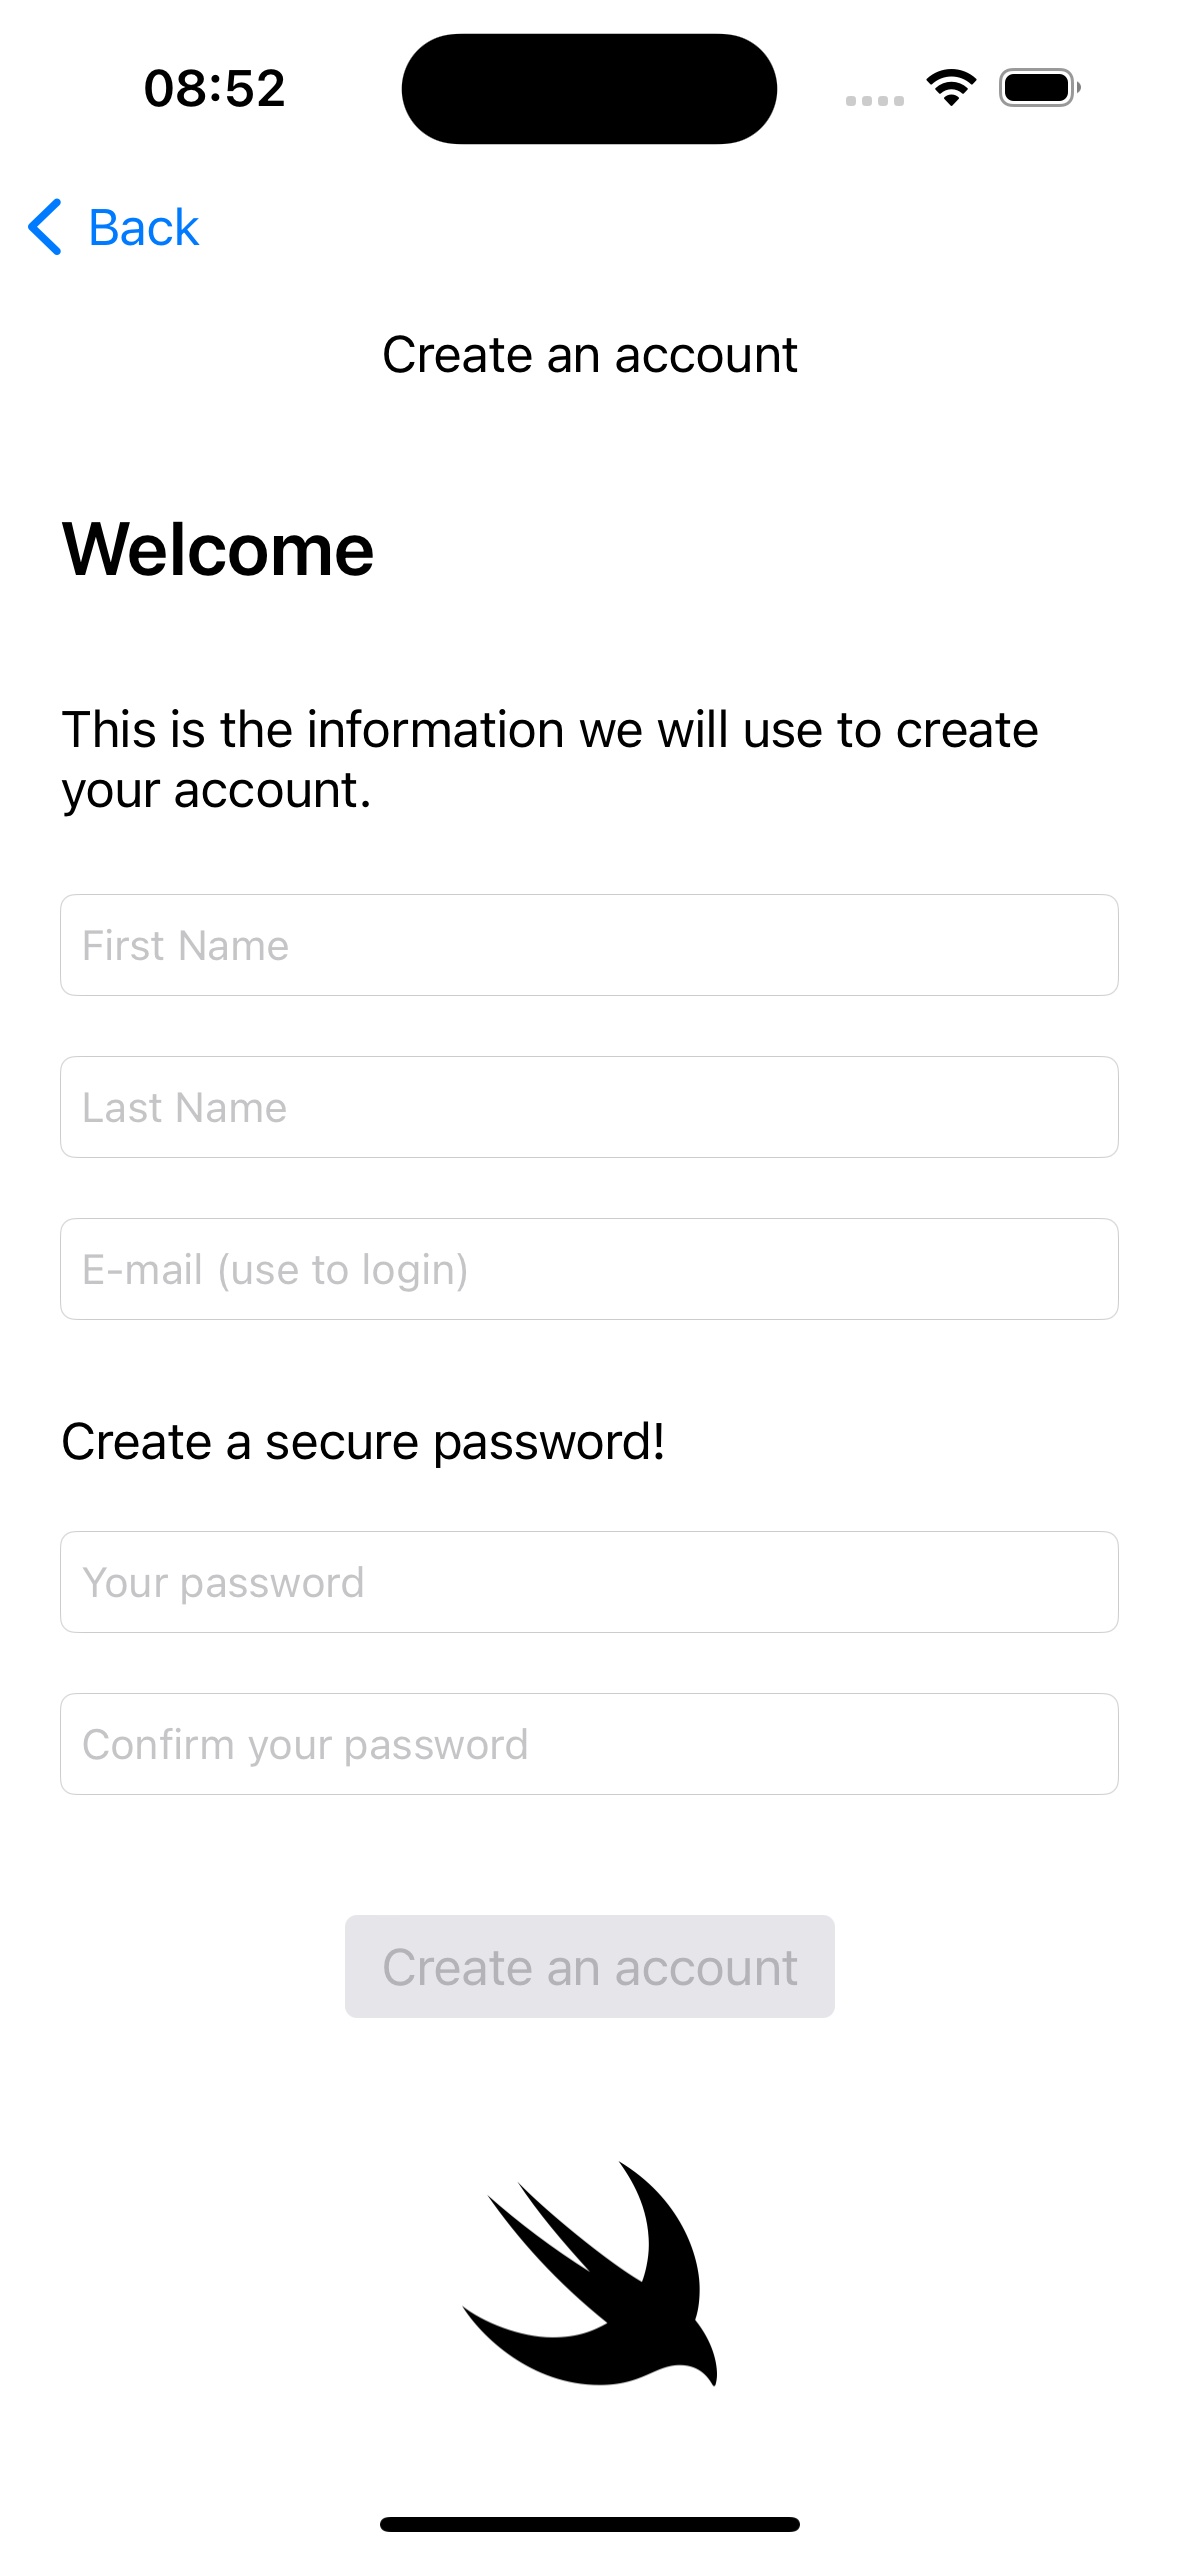 08:52
Back
Create an account
Welcome
This is the information we will use to create
your account.
First Name
Last Name
E-mail (use to login)
Create a secure password!
Your password
Confirm your password
Create an account